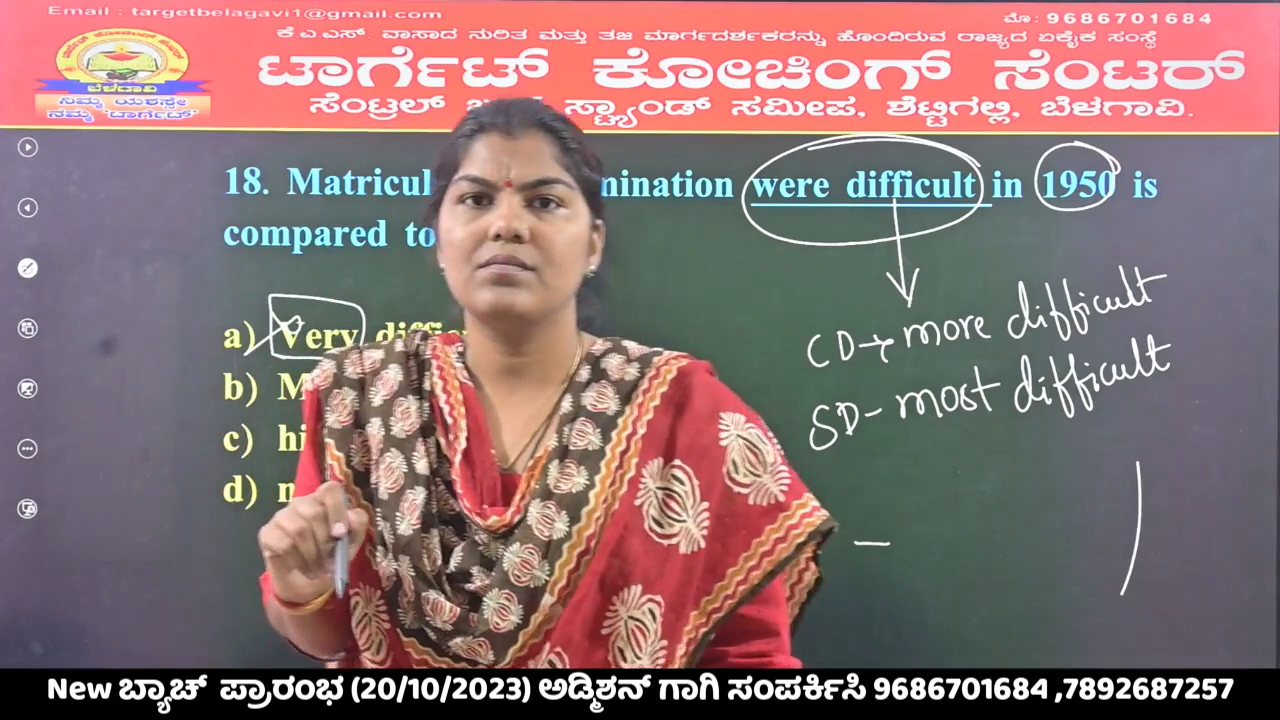 Email : targetbelagavi1@gmail.com
ಮೊ: 9686701684
ಕೆ.ಎ.ಎಸ್. ಪಾಸಾದ ನುರಿತ ಮತ್ತು ತಜ್ಞ ಮಾರ್ಗದರ್ಶಕರನ್ನು ಹೊಂದಿರುವ ರಾಜ್ಯದ ಏಕೈಕ ಸಂಸ್ಥೆ
ಟಾರ್ಗೆಟ್ ಕೋಚಿಂಗ್ ಸೆಂಟರ್
ಸೆಂಟ್ರಲ್ ಸ್ಟ್ಯಾಂಡ್ ಸಮೀಪ, ಶೆಟ್ಟಿಗಲ್ಲಿ, ಬೆಳಗಾವಿ.
ಬೆಳಗಾವಿ
ನಿಮ್ಮ ಯಶಸ್ಸೇ
ನಮ್ಮ ಟಾರ್ಗೆಟ್
18. Matricul mination were difficult in 1950 is
compared to
a) Very diffic
b) M
c) hi
d) n
CD → more difficult
SD - most difficult
New ಬ್ಯಾಚ್ ಪ್ರಾರಂಭ (20/10/2023) ಅಡ್ಮಿಶನ್ ಗಾಗಿ ಸಂಪರ್ಕಿಸಿ 9686701684 ,7892687257